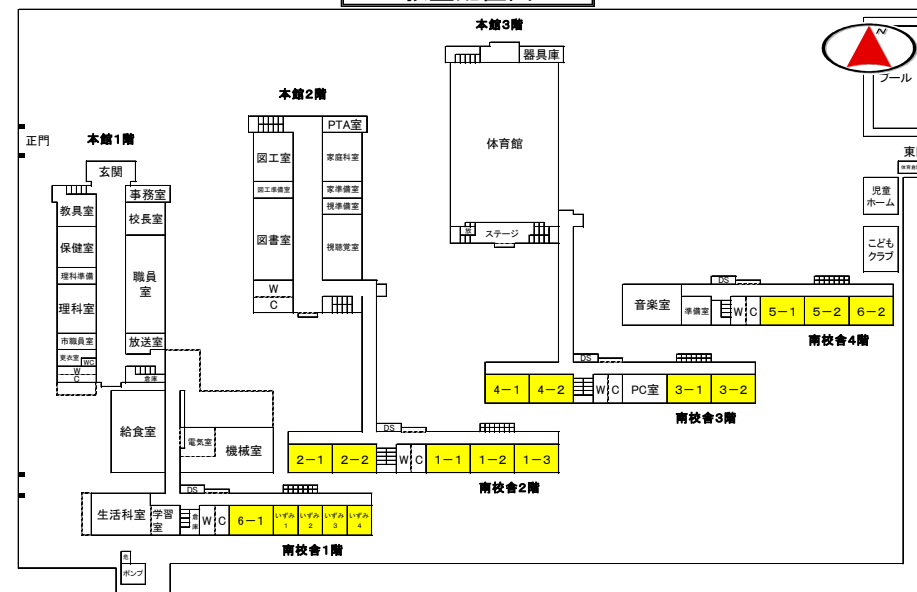 本館3階
器具庫
N
プール
本館2階
PTA室
正門
本館1階
図工室
家庭科室
体育館
玄関
事務室
図工準備室
家準備室
児童
ホーム
教具室
校長室
視準備室
保健室
図書室
視聴覚室
放
ステージ
こども
クラブ
理科準備
職員
室
W
C
DS
理科室
音楽室
準備室
W
C
5-1
5-2
6-2
市職員室
放送室
南校舎4階
更衣室
WC
W
C
倉庫
DS
4-1
4-2
W
C
PC室
3-1
3-2
南校舎3階
給食室
電気室
機械室
DS
2-1
2-2
W
C
1-1
1-2
1-3
南校舎2階
DS
生活科室
学習
室
倉
庫
W
C
6-1
いずみ
1
いずみ
2
いずみ
3
いずみ
4
南校舎1階
ポンプ